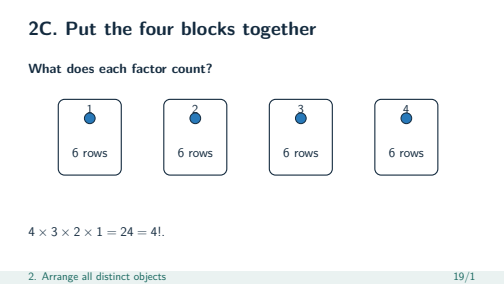 2C. Put the four blocks together
What does each factor count?
1 2 3 4
6 rows 6 rows 6 rows 6 rows
4 × 3 × 2 × 1 = 24 = 4!.
2. Arrange all distinct objects 19/1